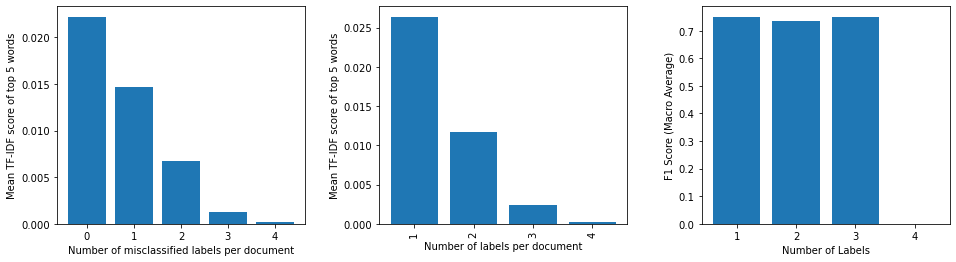 Mean TF-IDF score of top 5 words
0.020
0.015
0.010
0.005
0.000
0 1 2 3 4
Number of misclassified labels per document
Mean TF-IDF score of top 5 words
0.025
0.020
0.015
0.010
0.005
0.000
1 2 3 4
Number of labels per document
F1 Score (Macro Average)
0.7
0.6
0.5
0.4
0.3
0.2
0.1
0.0
1 2 3 4
Number of Labels